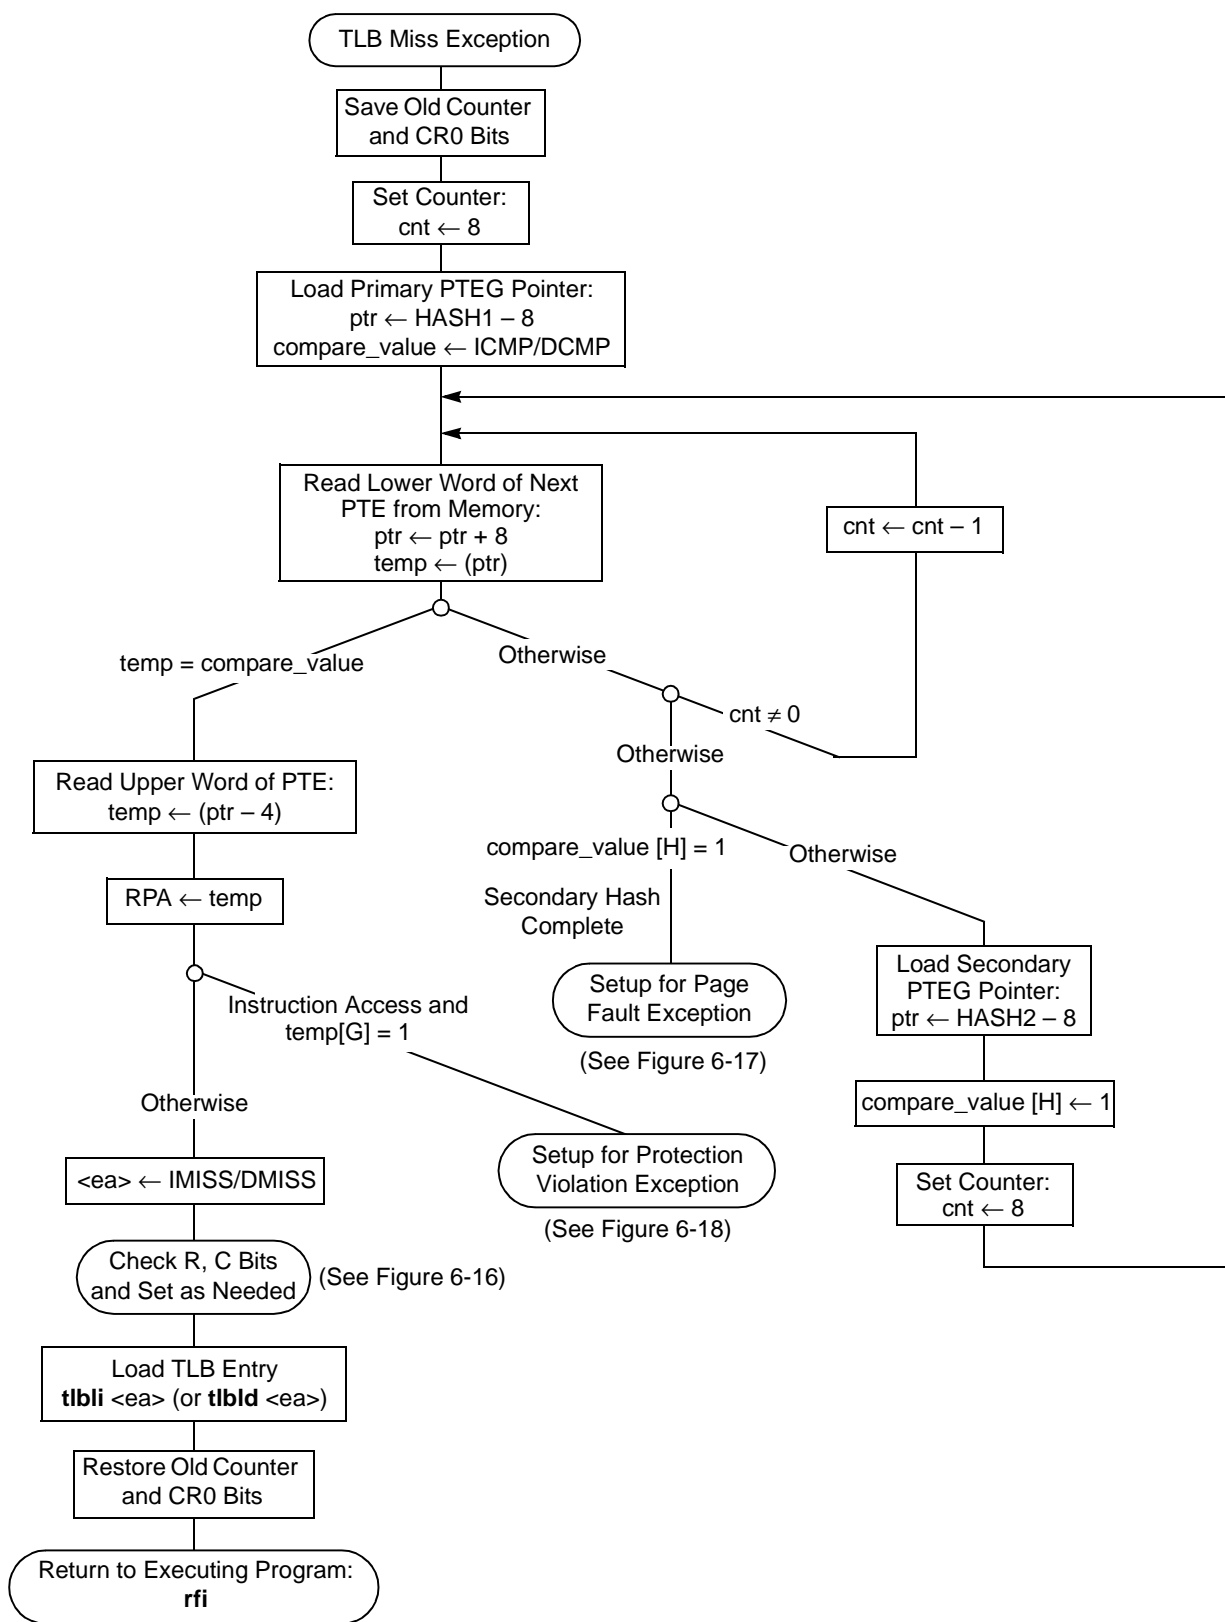 TLB Miss Exception
Save Old Counter
and CR0 Bits
Set Counter:
cnt ← 8
Load Primary PTEG Pointer:
ptr ← HASH1 – 8
compare_value ← ICMP/DCMP
Read Lower Word of Next
PTE from Memory:
ptr ← ptr + 8
temp ← (ptr)
cnt ← cnt – 1
temp = compare_value
Otherwise
cnt ≠ 0
Otherwise
Read Upper Word of PTE:
temp ← (ptr – 4)
compare_value [H] = 1
Otherwise
RPA ← temp
Secondary Hash
Complete
Setup for Page
Fault Exception
(See Figure 6-17)
Load Secondary
PTEG Pointer:
ptr ← HASH2 – 8
Instruction Access and
temp[G] = 1
Otherwise
compare_value [H] ← 1
Setup for Protection
Violation Exception
(See Figure 6-18)
<ea> ← IMISS/DMISS
Set Counter:
cnt ← 8
Check R, C Bits
and Set as Needed
(See Figure 6-16)
Load TLB Entry
tlbli <ea> (or tlbld <ea>)
Restore Old Counter
and CR0 Bits
Return to Executing Program:
rfi